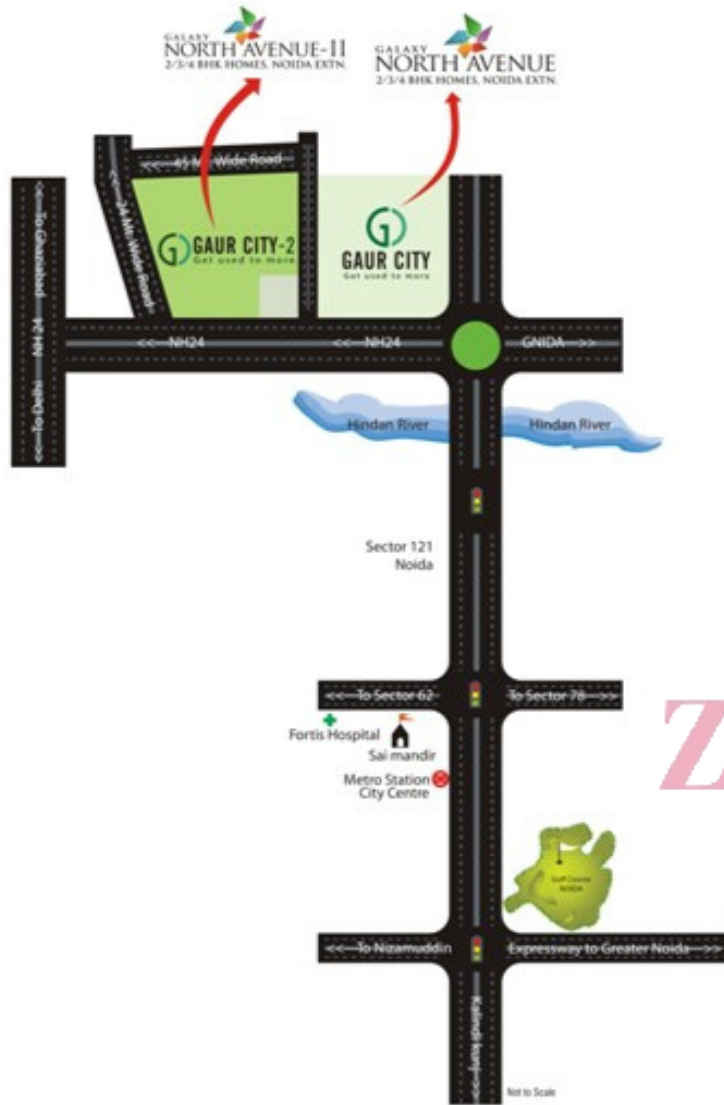 GALAXY
NORTH AVENUE-II
2/3/4 BHK HOMES, NOIDA EXTN.
GALAXY
NORTH AVENUE
2/3/4 BHK HOMES, NOIDA EXTN.
<<---45 Mt. Wide Road
<<---24 Mt. Wide Road
GAUR CITY-2
Get used to more
GAUR CITY
Get used to more
<<---To Delhi NH 24 <<---To Ghaziabad
<<---NH24
<<---NH24
GNIDA--->>
Hindan River
Hindan River
Sector 121
Noida
<<---To Sector 62
To Sector 78--->>
Fortis Hospital
Sai mandir
Metro Station
City Centre
Golf Course
NOIDA
<<---To Nizamuddin
Expressway to Greater Noida--->>
Kalindi kunj-->>
Not to Scale
Z